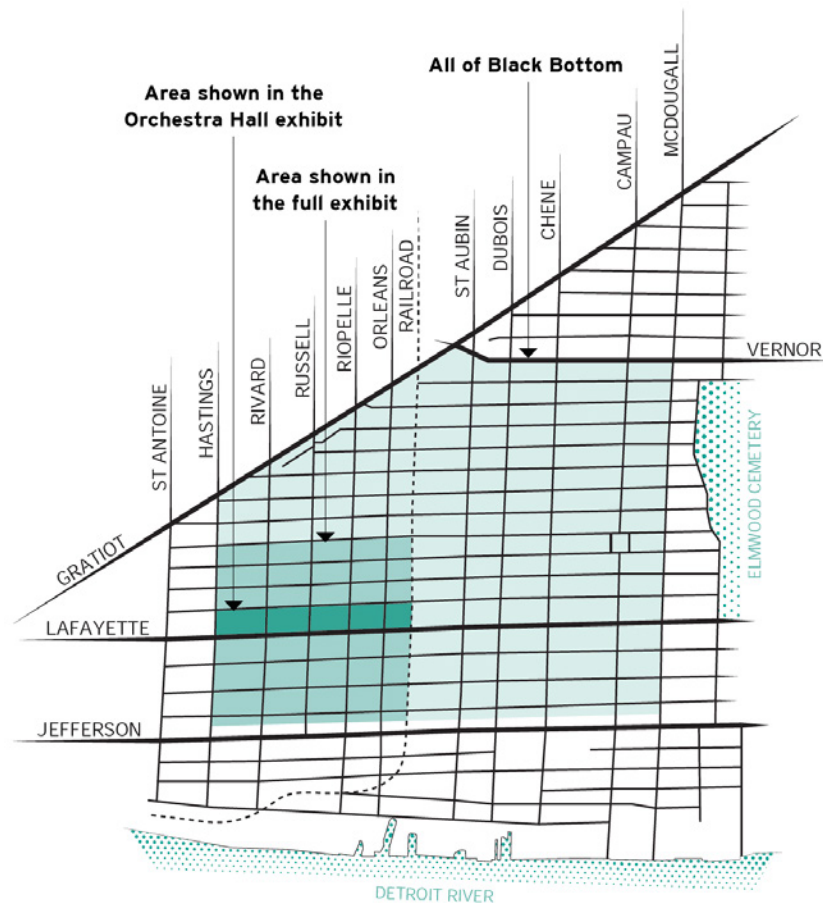 All of Black Bottom
Area shown in the
Orchestra Hall exhibit
Area shown in
the full exhibit
ST ANTOINE
HASTINGS
RIVARD
RUSSELL
RIOPELLE
ORLEANS
RAILROAD
ST AUBIN
DUBOIS
CHENE
CAMPAU
MCDOUGALL
VERNOR
GRATIOT
ELMWOOD CEMETERY
LAFAYETTE
JEFFERSON
DETROIT RIVER